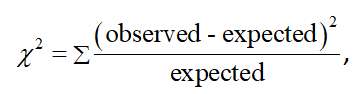 χ² = Σ (observed - expected)² / expected ,